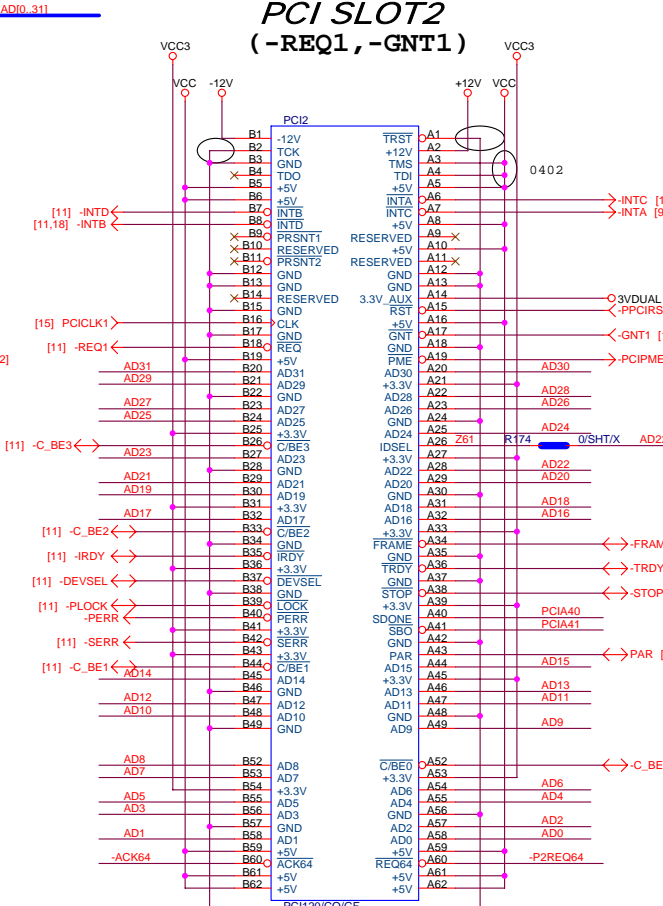 AD[0..31]
PCI SLOT2
(-REQ1,-GNT1)
VCC3 VCC3
VCC -12V +12V VCC
PCI2
B1 -12V TRST A1
B2 TCK +12V A2
B3 GND TMS A3
B4 TDO TDI A4 0402
B5 +5V +5V A5
B6 +5V INTA A6 -INTC [1
[11] -INTD B7 INTB INTC A7 -INTA [9
[11,18] -INTB B8 INTD +5V A8
B9 PRSNT1 RESERVED A9
B10 RESERVED +5V A10
B11 PRSNT2 RESERVED A11
B12 GND GND A12
B13 GND GND A13
B14 RESERVED 3.3V_AUX A14 3VDUAL
B15 GND RST A15 -PPCIRS
[15] PCICLK1 B16 CLK +5V A16
B17 GND GNT A17 -GNT1 [1
[11] -REQ1 B18 REQ GND A18
2] B19 +5V PME A19 -PCIPME
AD31 B20 AD31 AD30 A20 AD30
AD29 B21 AD29 +3.3V A21
B22 GND AD28 A22 AD28
AD27 B23 AD27 AD26 A23 AD26
AD25 B24 AD25 GND A24
B25 +3.3V AD24 A25 AD24
[11] -C_BE3 B26 C/BE3 IDSEL A26 Z61 R174 0/SHT/X AD22
AD23 B27 AD23 +3.3V A27
B28 GND AD22 A28 AD22
AD21 B29 AD21 AD20 A29 AD20
AD19 B30 AD19 GND A30
B31 +3.3V AD18 A31 AD18
AD17 B32 AD17 AD16 A32 AD16
[11] -C_BE2 B33 C/BE2 +3.3V A33
B34 GND FRAME A34 -FRAM
[11] -IRDY B35 IRDY GND A35
B36 +3.3V TRDY A36 -TRDY
[11] -DEVSEL B37 DEVSEL GND A37
B38 GND STOP A38 -STOP
[11] -PLOCK B39 LOCK +3.3V A39
-PERR B40 PERR SDONE A40 PCIA40
B41 +3.3V SBO A41 PCIA41
[11] -SERR B42 SERR GND A42
B43 +3.3V PAR A43 PAR [
[11] -C_BE1 B44 C/BE1 AD15 A44 AD15
AD14 B45 AD14 +3.3V A45
B46 GND AD13 A46 AD13
AD12 B47 AD12 AD11 A47 AD11
AD10 B48 AD10 GND A48
B49 GND AD9 A49 AD9
AD8 B52 AD8 C/BE0 A52 -C_BE
AD7 B53 AD7 +3.3V A53
B54 +3.3V AD6 A54 AD6
AD5 B55 AD5 AD4 A55 AD4
AD3 B56 AD3 GND A56
B57 GND AD2 A57 AD2
AD1 B58 AD1 AD0 A58 AD0
B59 +5V +5V A59
-ACK64 B60 ACK64 REQ64 A60 -P2REQ64
B61 +5V +5V A61
B62 +5V +5V A62